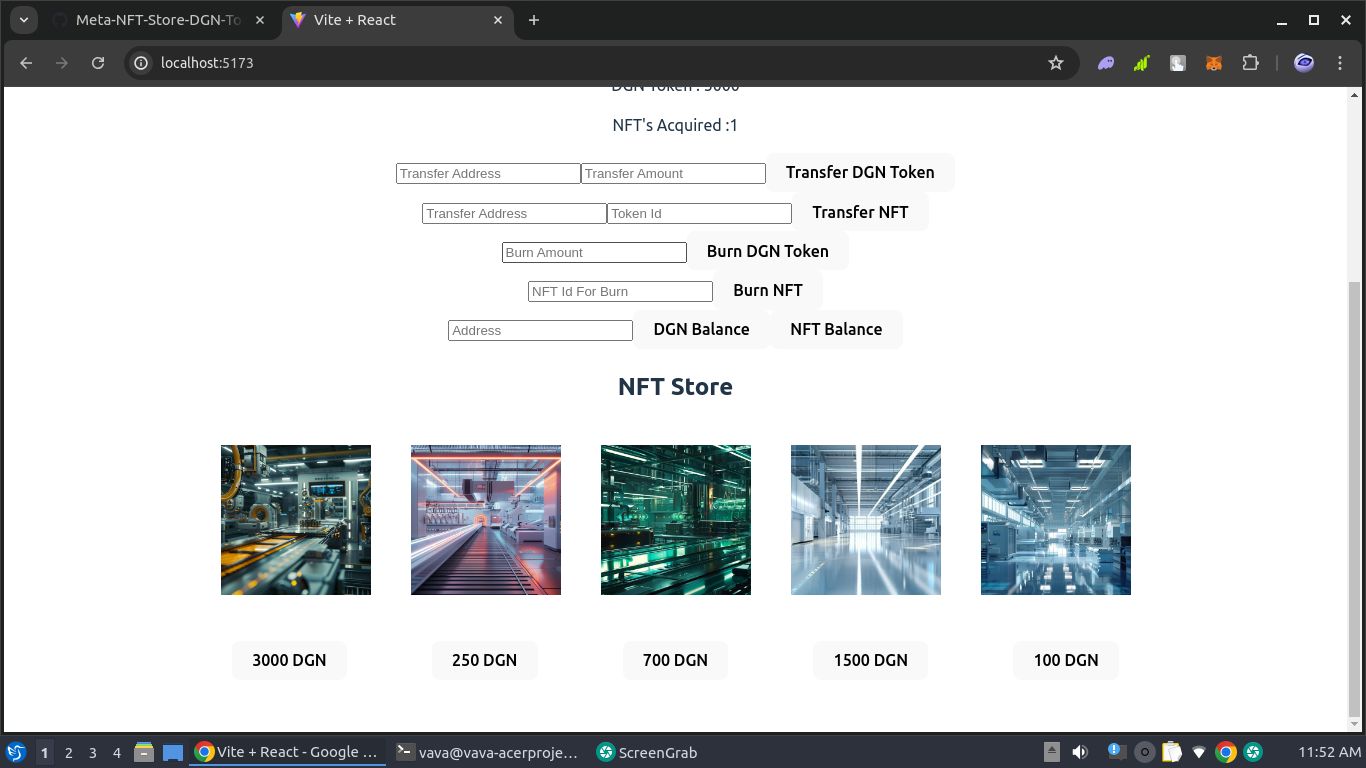 Meta-NFT-Store-DGN-To
Vite + React
localhost:5173
DGN Token : 5000
NFT's Acquired :1
Transfer Address Transfer Amount Transfer DGN Token
Transfer Address Token Id Transfer NFT
Burn Amount Burn DGN Token
NFT Id For Burn Burn NFT
Address DGN Balance NFT Balance
NFT Store
3000 DGN 250 DGN 700 DGN 1500 DGN 100 DGN
1 2 3 4 Vite + React - Google ... vava@vava-acerproje... ScreenGrab 11:52 AM